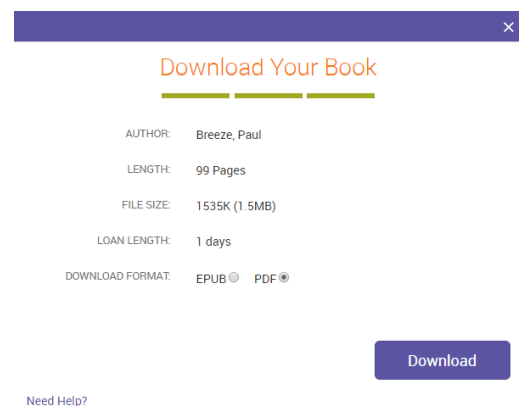 ×
Download Your Book
AUTHOR: Breeze, Paul
LENGTH: 99 Pages
FILE SIZE: 1535K (1.5MB)
LOAN LENGTH: 1 days
DOWNLOAD FORMAT: EPUB PDF
Download
Need Help?